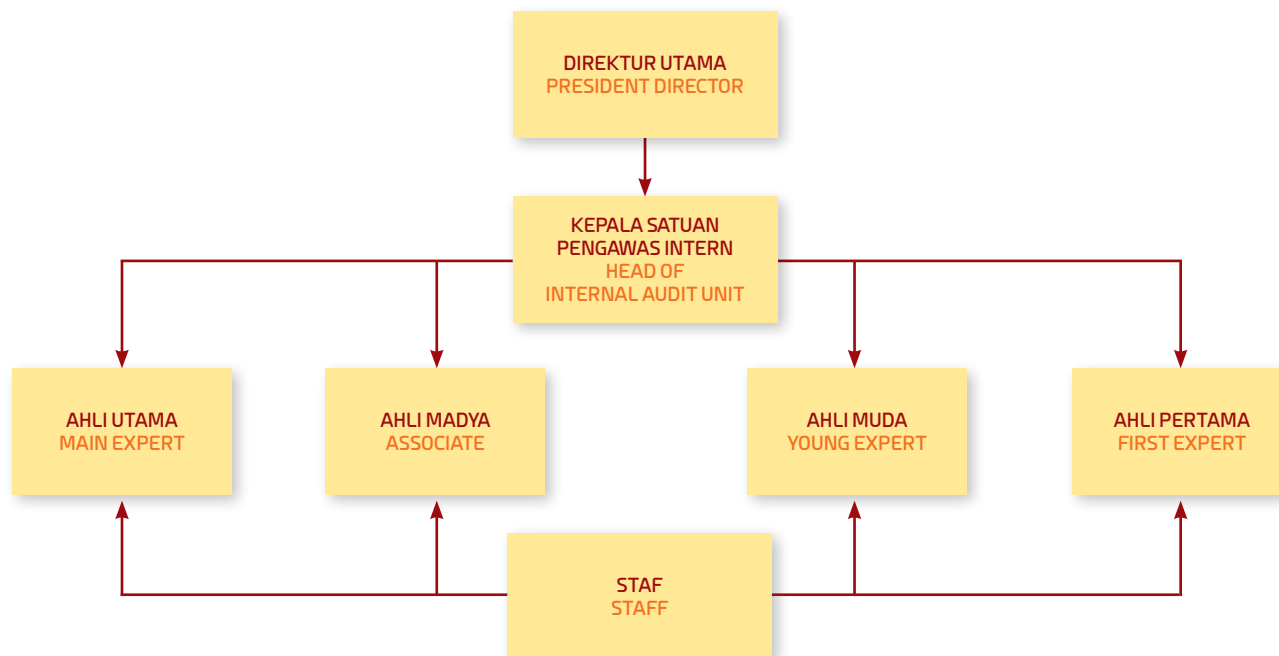 DIREKTUR UTAMA
PRESIDENT DIRECTOR
KEPALA SATUAN
PENGAWAS INTERN
HEAD OF
INTERNAL AUDIT UNIT
AHLI UTAMA
MAIN EXPERT
AHLI MADYA
ASSOCIATE
AHLI MUDA
YOUNG EXPERT
AHLI PERTAMA
FIRST EXPERT
STAF
STAFF